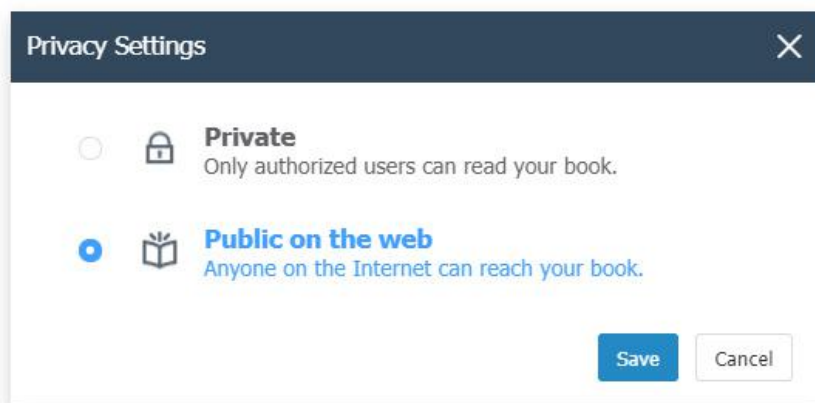 Privacy Settings
Private
Only authorized users can read your book.
Public on the web
Anyone on the Internet can reach your book.
Save Cancel